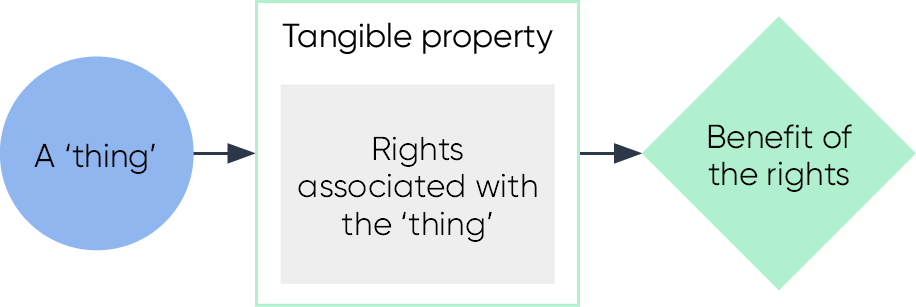 A ‘thing’
Tangible property
Rights
associated with
the ‘thing’
Benefit of
the rights